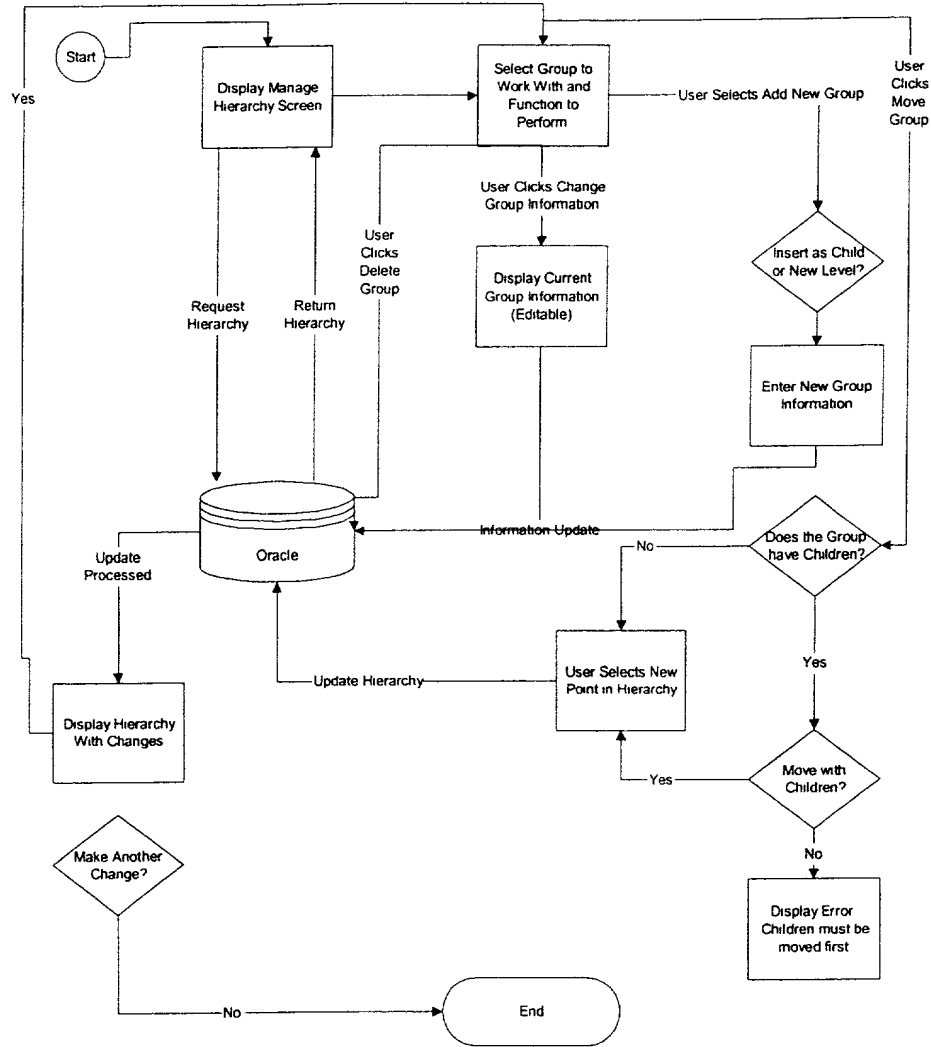 Start
Display Manage
Hierarchy Screen
Select Group to
Work With and
Function to
Perform
User Selects Add New Group
User
Clicks
Move
Group
Yes
User Clicks Change
Group Information
User
Clicks
Delete
Group
Insert as Child
or New Level?
Display Current
Group Information
(Editable)
Request
Hierarchy
Return
Hierarchy
Enter New Group
Information
Information Update
Oracle
Does the Group
have Children?
No
Update
Processed
Yes
User Selects New
Point in Hierarchy
Update Hierarchy
Display Hierarchy
With Changes
Move with
Children?
Yes
No
Make Another
Change?
Display Error
Children must be
moved first
No
End